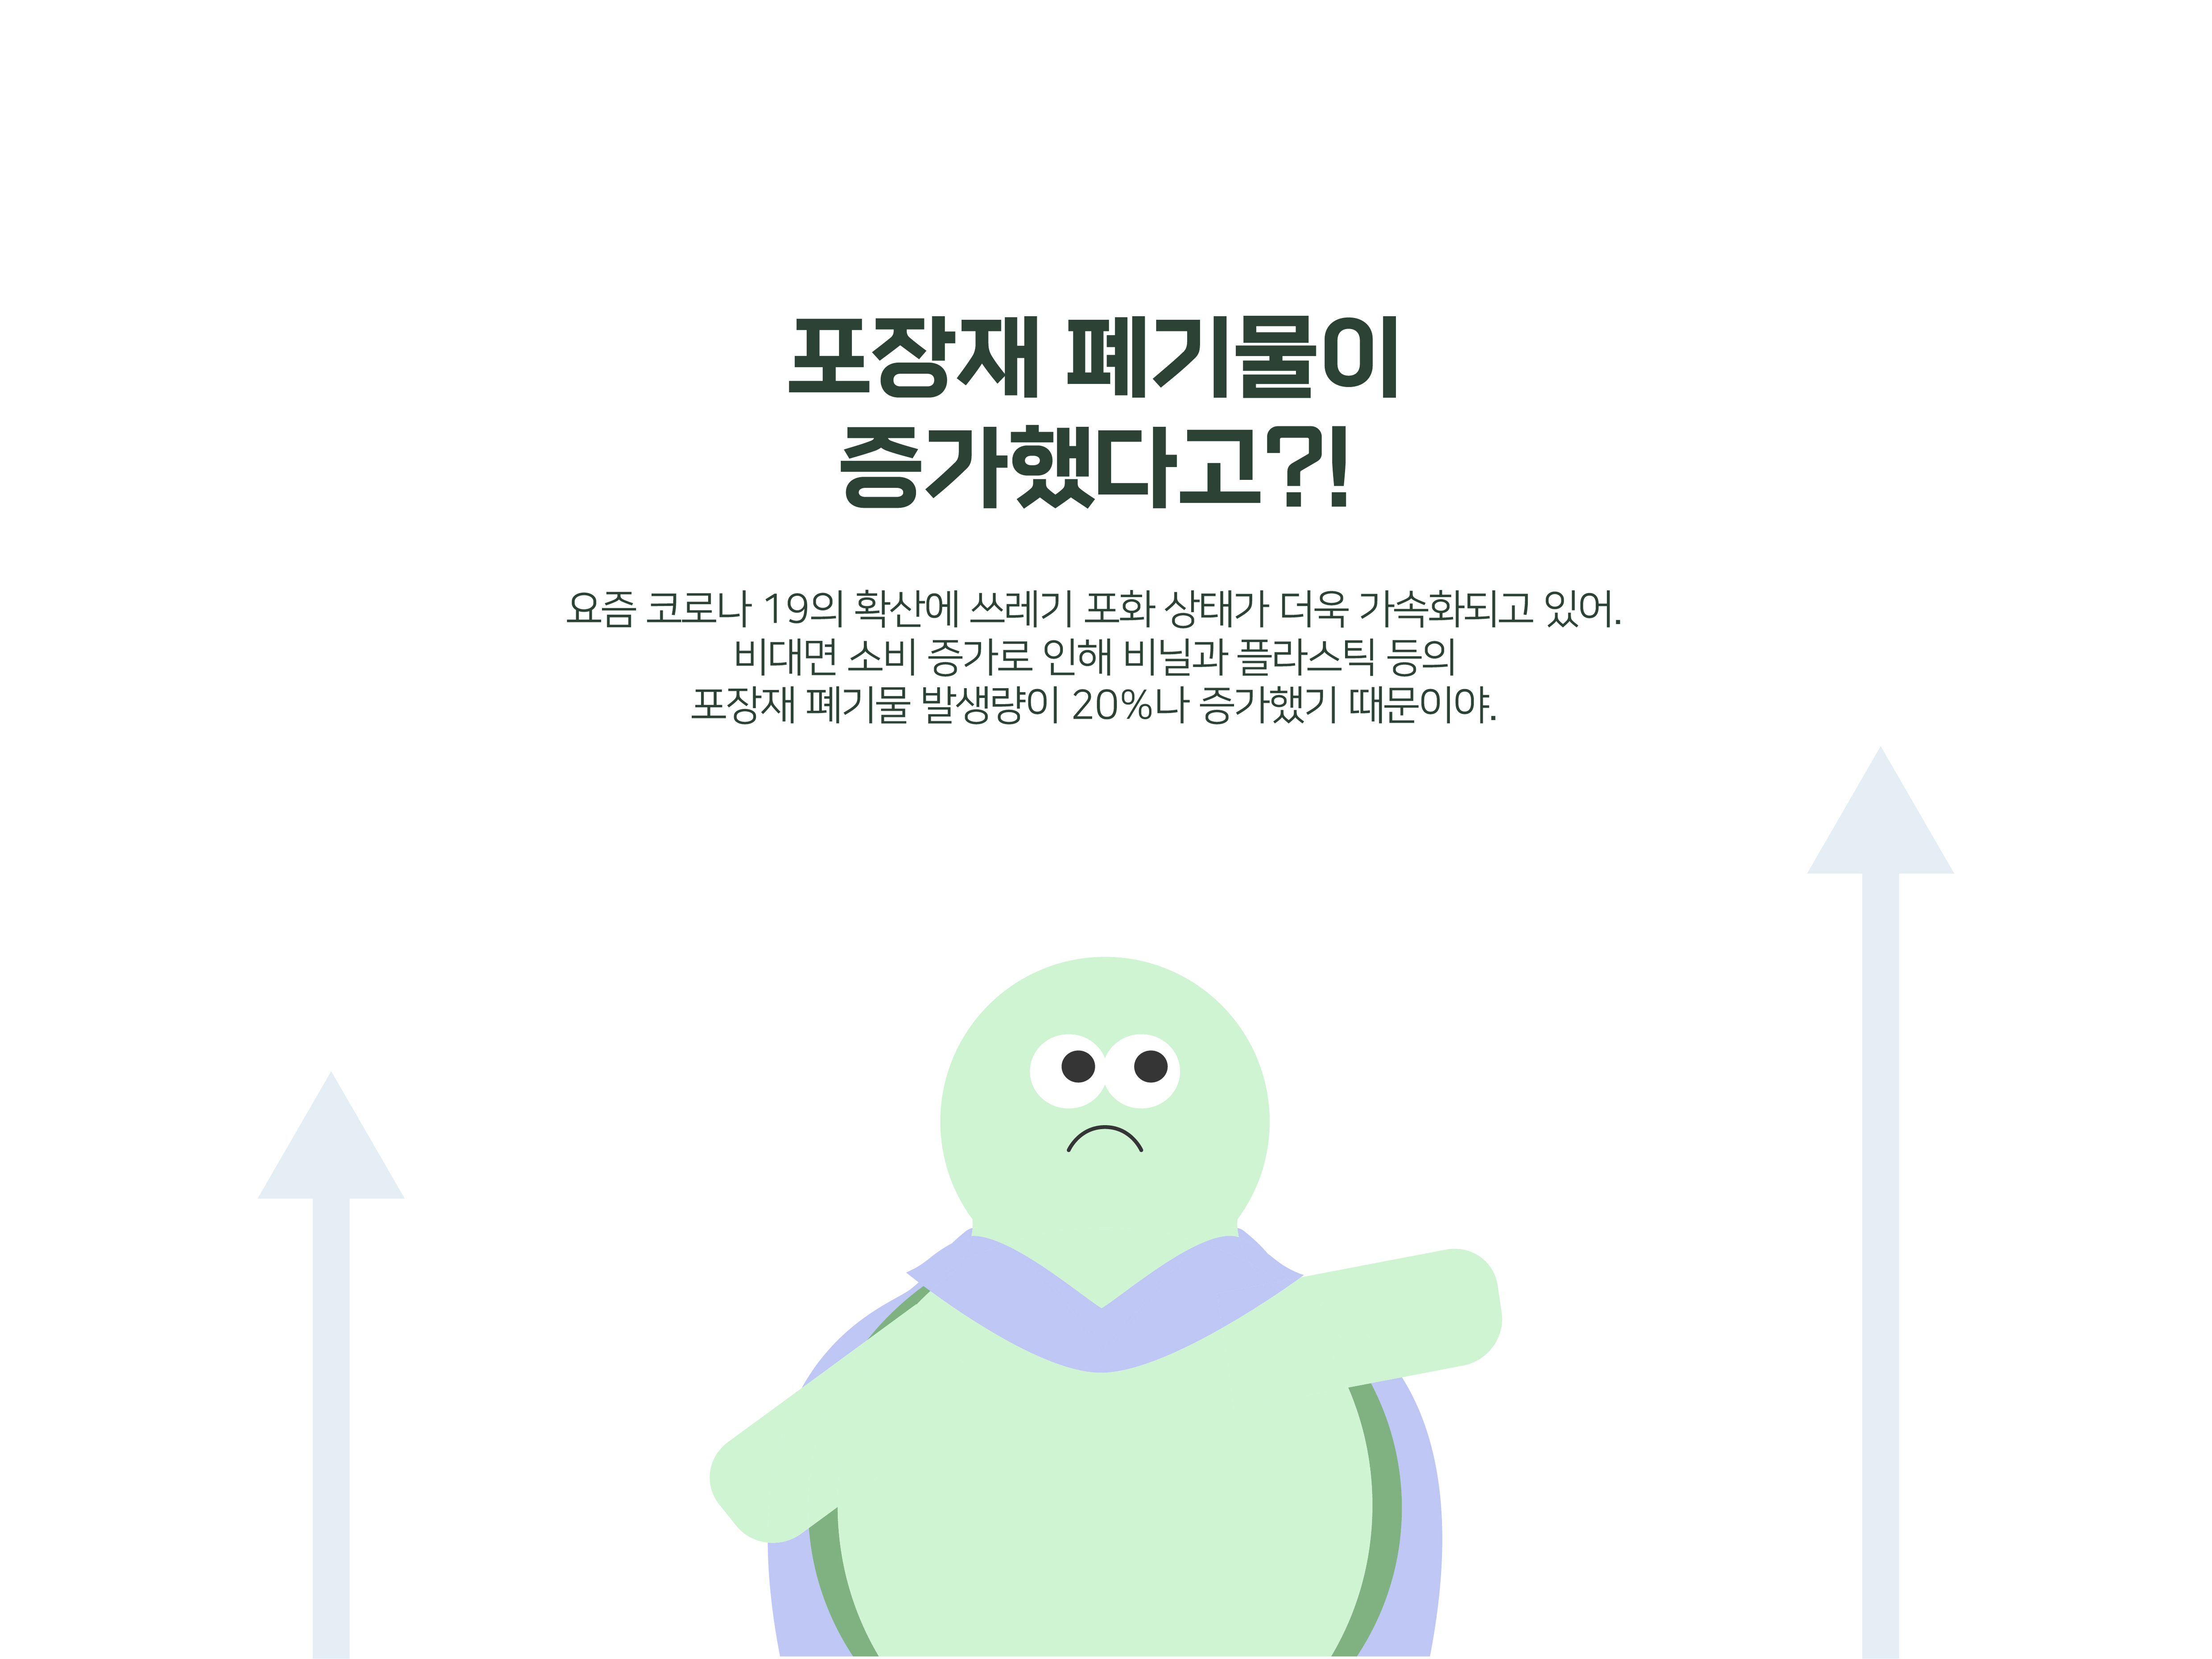 포장재 폐기물이
증가했다고?!
요즘 코로나 19의 확산에 쓰레기 포화 상태가 더욱 가속화되고 있어.
비대면 소비 증가로 인해 비닐과 플라스틱 등의
포장재 폐기물 발생량이 20%나 증가했기 때문이야.